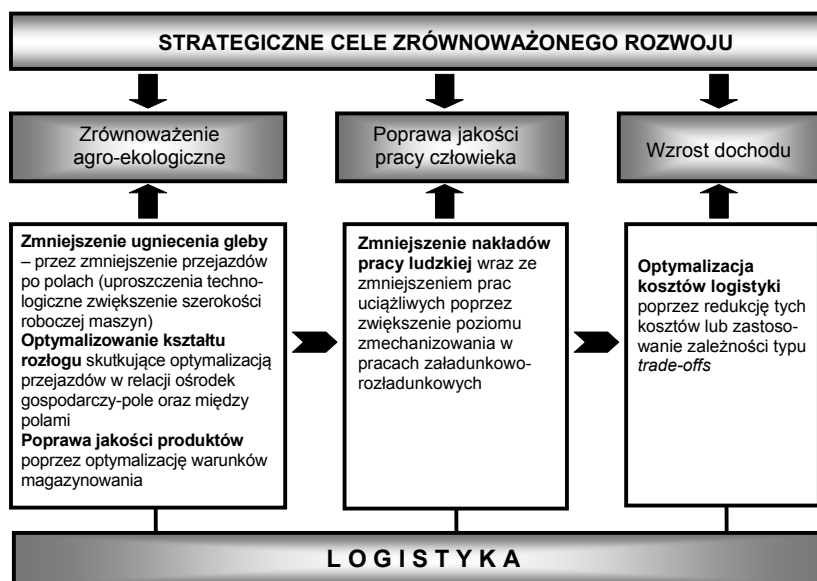 STRATEGICZNE CELE ZRÓWNOWAŻONEGO ROZWOJU
Zrównoważenie
agro-ekologiczne
Poprawa jakości
pracy człowieka
Wzrost dochodu
Zmniejszenie ugniecenia gleby
– przez zmniejszenie przejazdów
po polach (uproszczenia techno-
logiczne zwiększenie szerokości
roboczej maszyn)
Optymalizowanie kształtu
rozłogu skutkujące optymalizacją
przejazdów w relacji ośrodek
gospodarczy-pole oraz między
polami
Poprawa jakości produktów
poprzez optymalizację warunków
magazynowania
Zmniejszenie nakładów
pracy ludzkiej wraz ze
zmniejszeniem prac
uciążliwych poprzez
zwiększenie poziomu
zmechanizowania w
pracach załadunkowo-
rozładunkowych
Optymalizacja
kosztów logistyki
poprzez redukcję tych
kosztów lub zastoso-
wanie zależności typu
trade-offs
LOGISTYKA